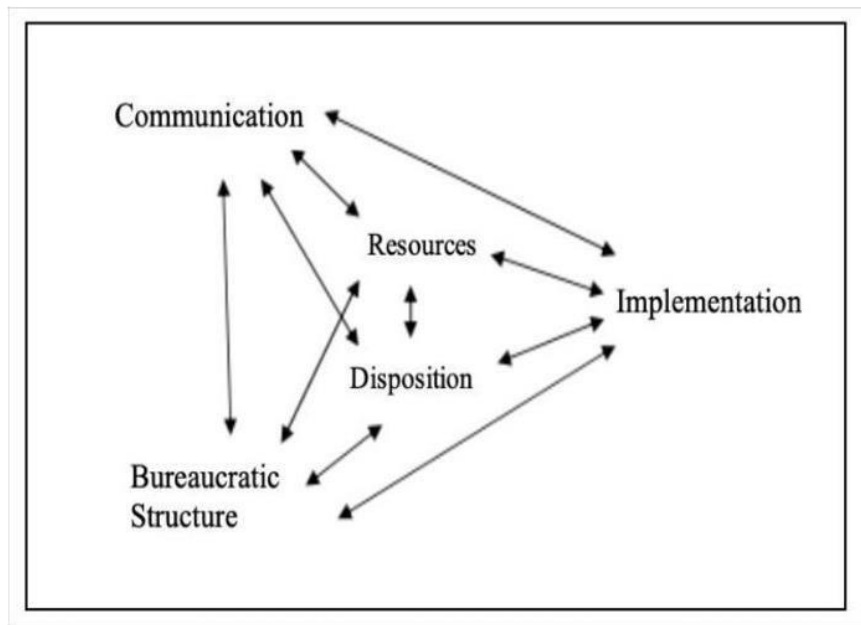 Communication
Resources
Implementation
Disposition
Bureaucratic
Structure